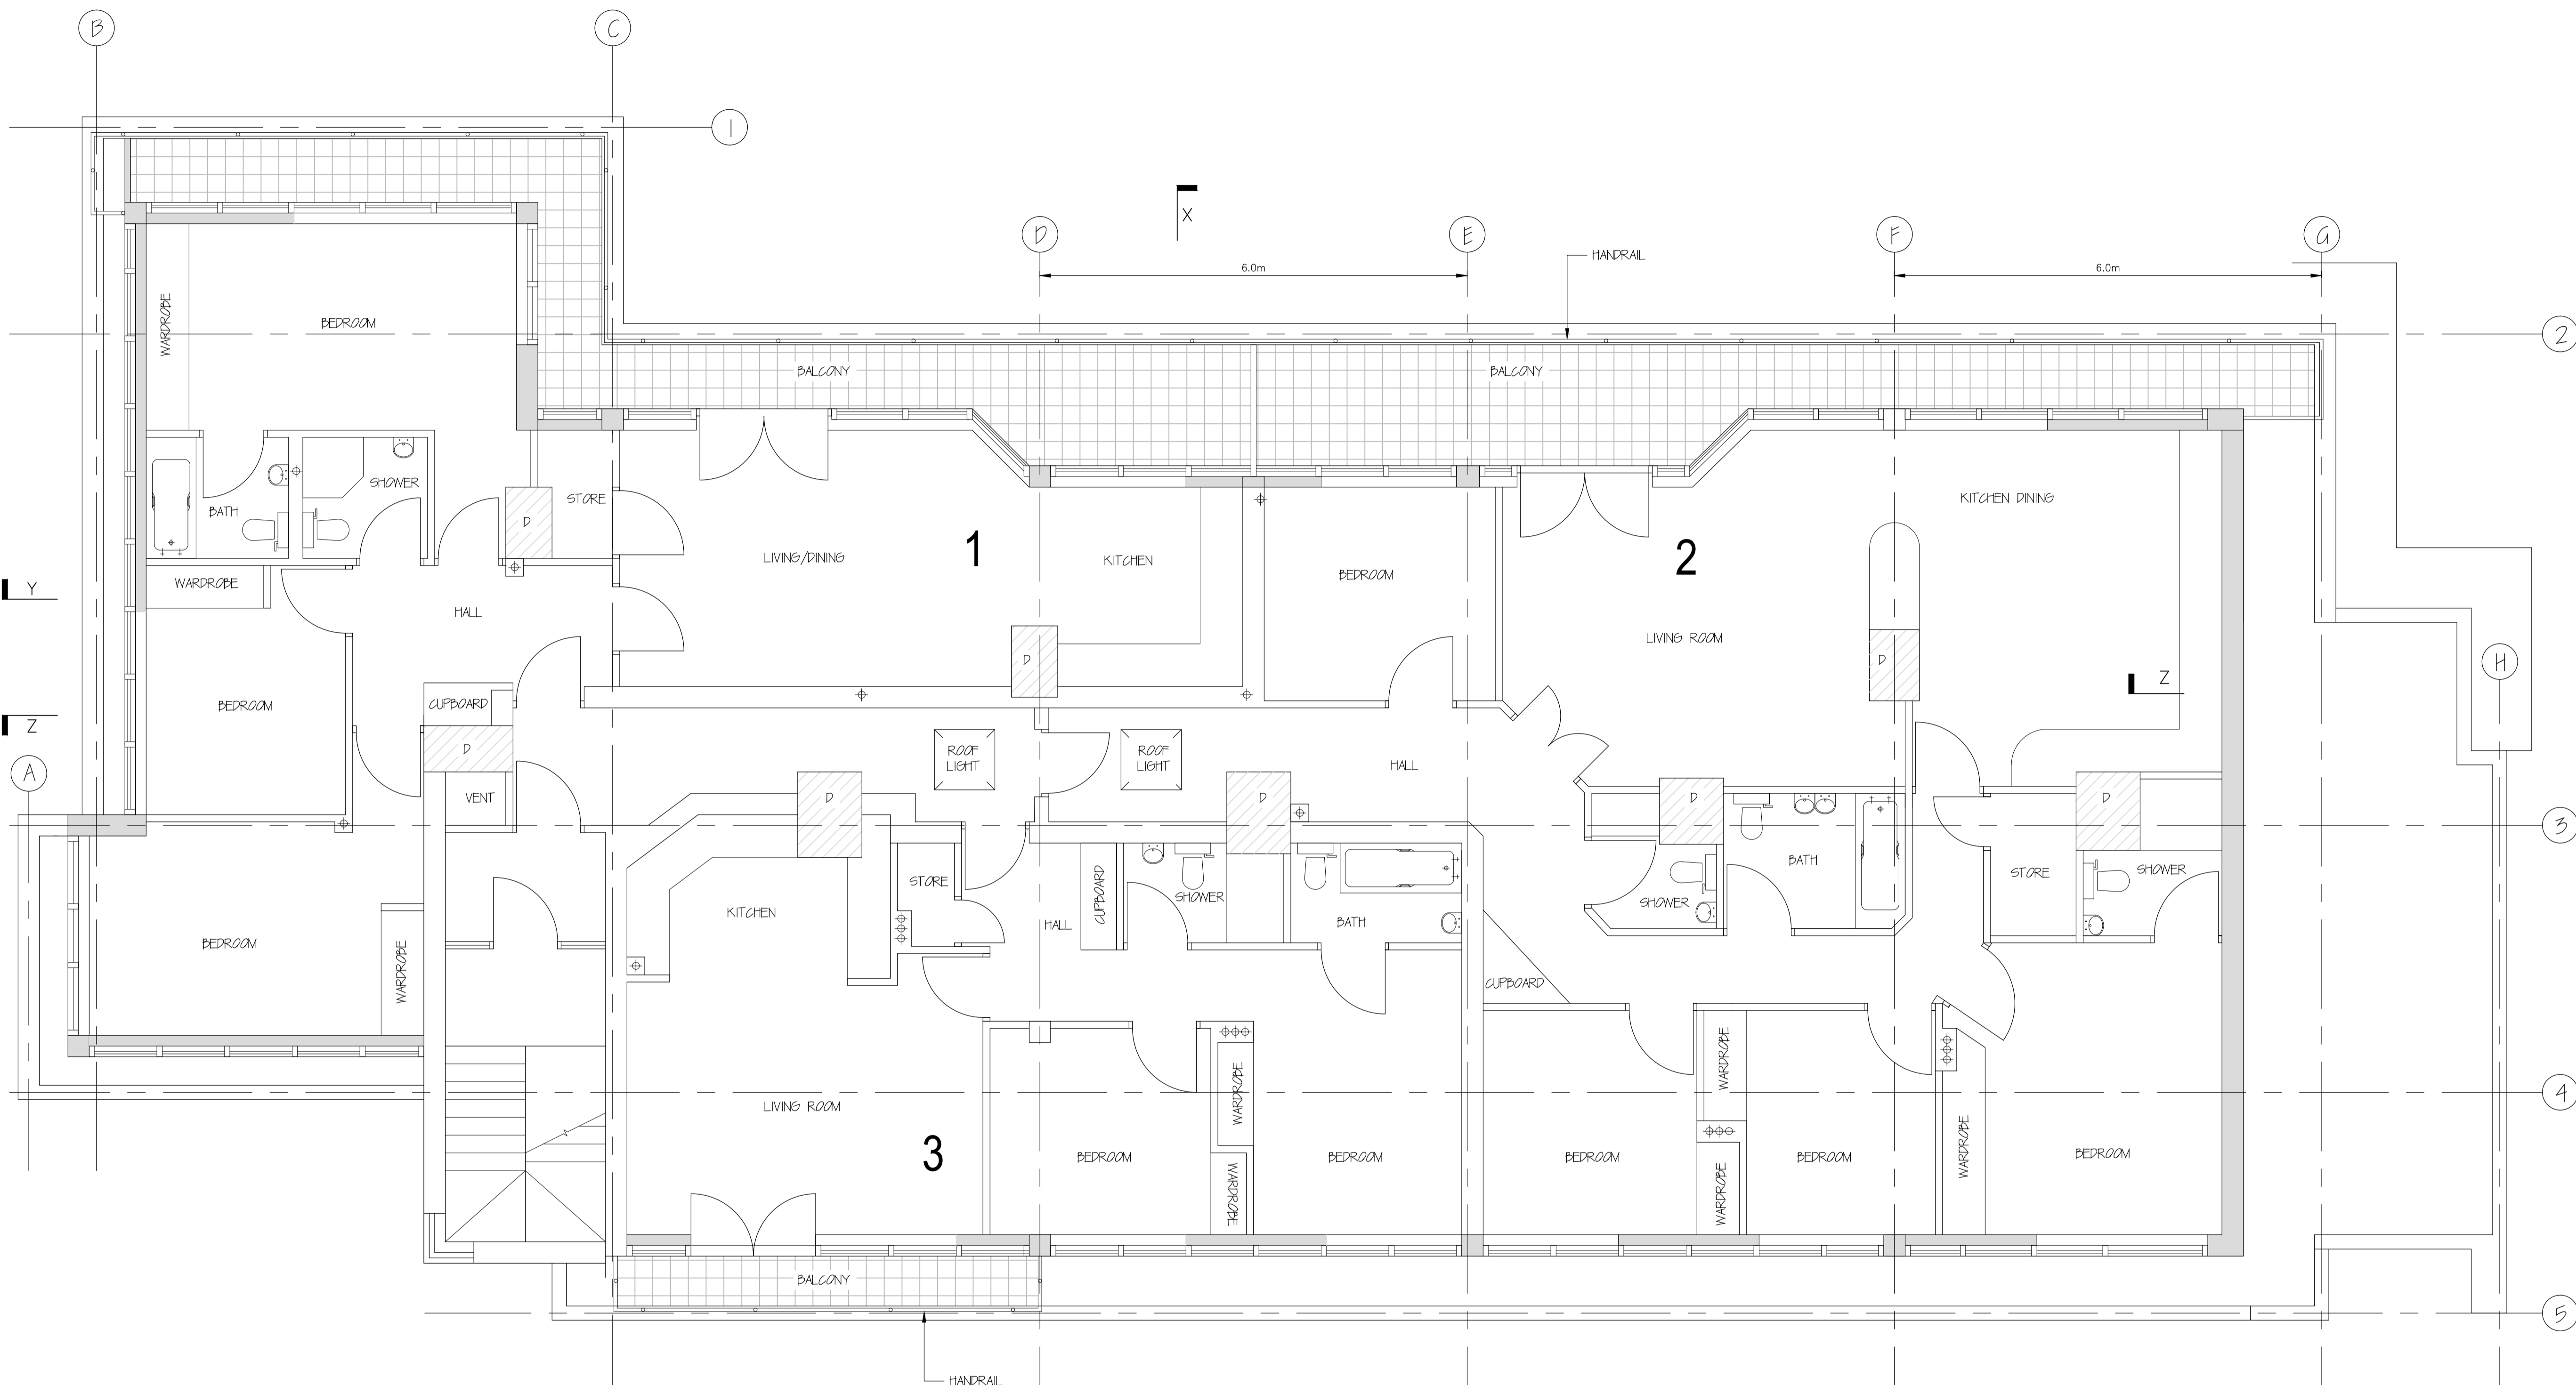 B
C
1
X
D
E
F
G
6.0m
HANDRAIL
6.0m
WARDROBE
BEDROOM
2
BALCONY
BALCONY
SHOWER
BATH
STORE
D
LIVING/DINING
1
KITCHEN
BEDROOM
2
KITCHEN DINING
Y
WARDROBE
HALL
LIVING ROOM
D
D
H
Z
BEDROOM
CUPBOARD
Z
D
A
ROOF
LIGHT
ROOF
LIGHT
HALL
VENT
D
D
D
D
3
STORE
CUPBOARD
SHOWER
BATH
SHOWER
BATH
STORE
SHOWER
KITCHEN
HALL
BEDROOM
WARDROBE
CUPBOARD
WARDROBE
WARDROBE
4
LIVING ROOM
3
BEDROOM
WARDROBE
BEDROOM
BEDROOM
WARDROBE
BEDROOM
WARDROBE
BEDROOM
BALCONY
5
HANDRAIL